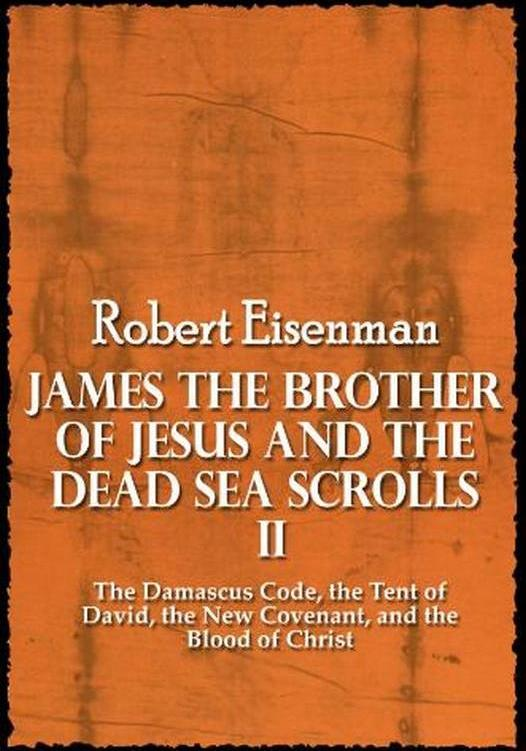 Robert Eisenman
JAMES THE BROTHER
OF JESUS AND THE
DEAD SEA SCROLLS
II
The Damascus Code, the Tent of
David, the New Covenant, and the
Blood of Christ